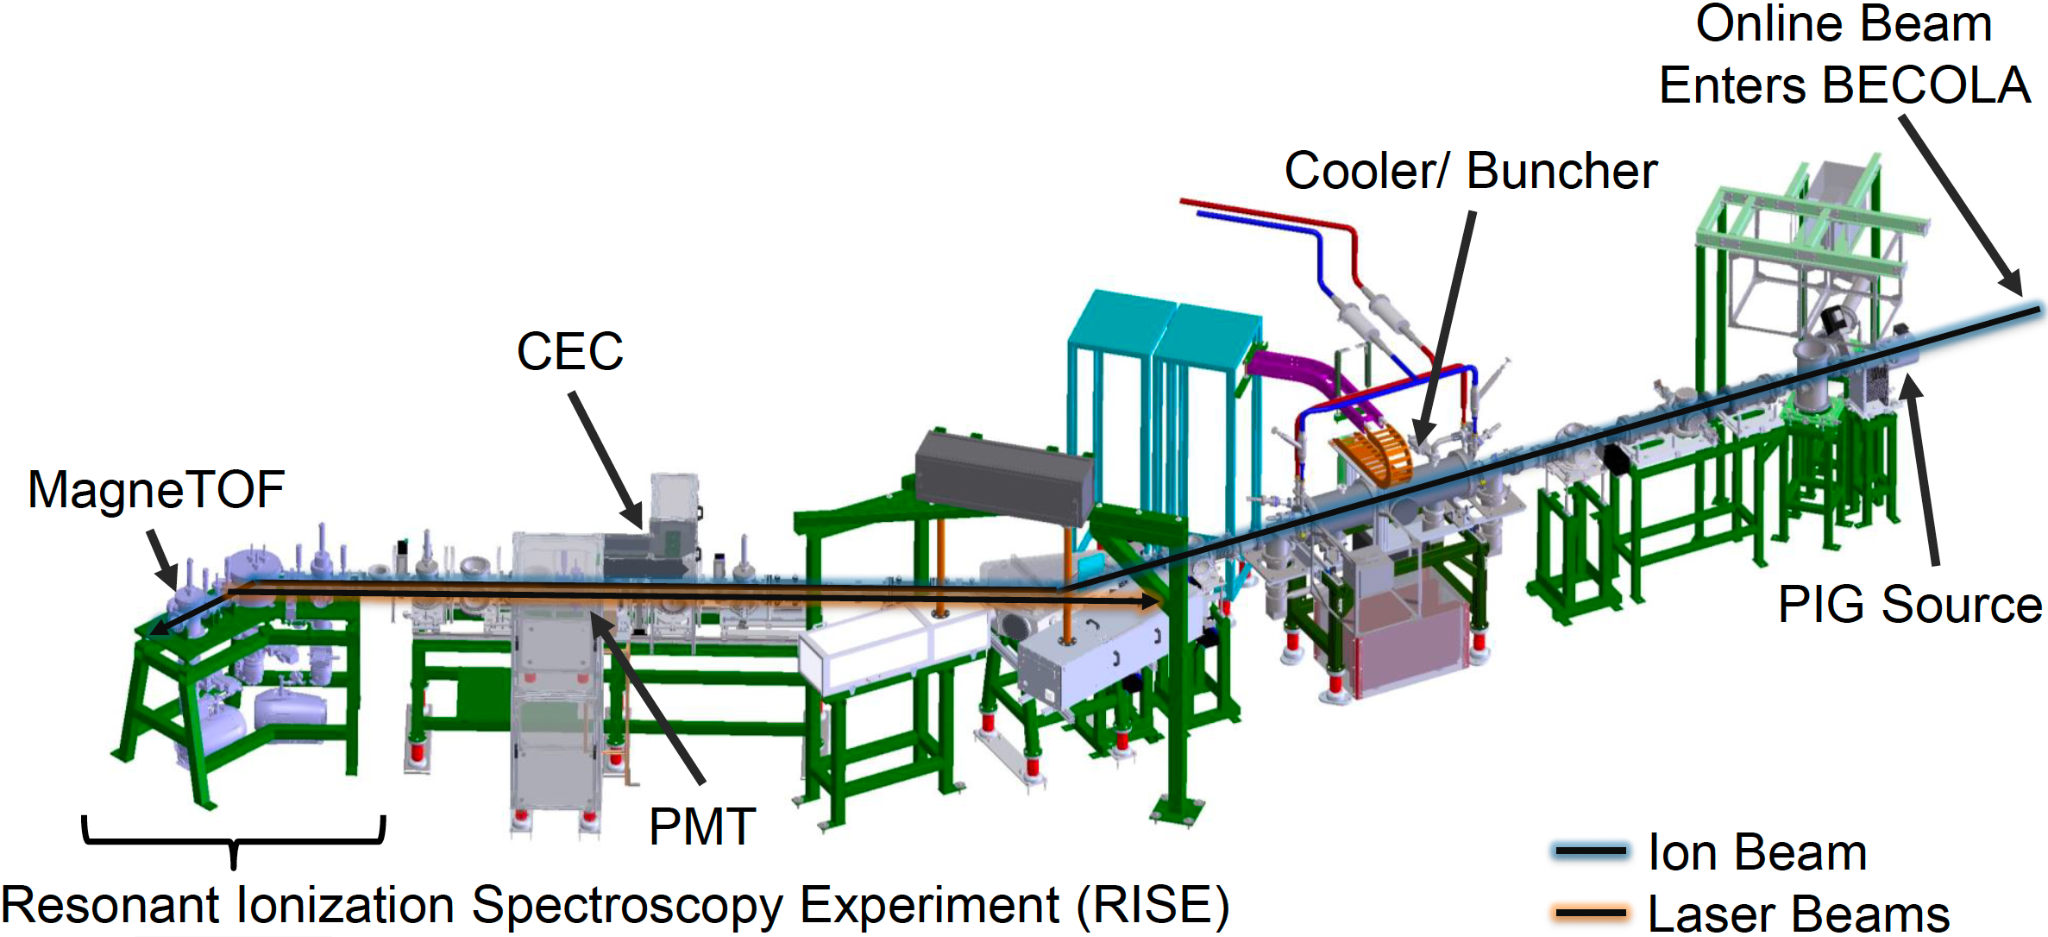 Online Beam
Enters BECOLA
Cooler/ Buncher
CEC
MagneTOF
PIG Source
PMT
Resonant Ionization Spectroscopy Experiment (RISE)
Ion Beam
Laser Beams